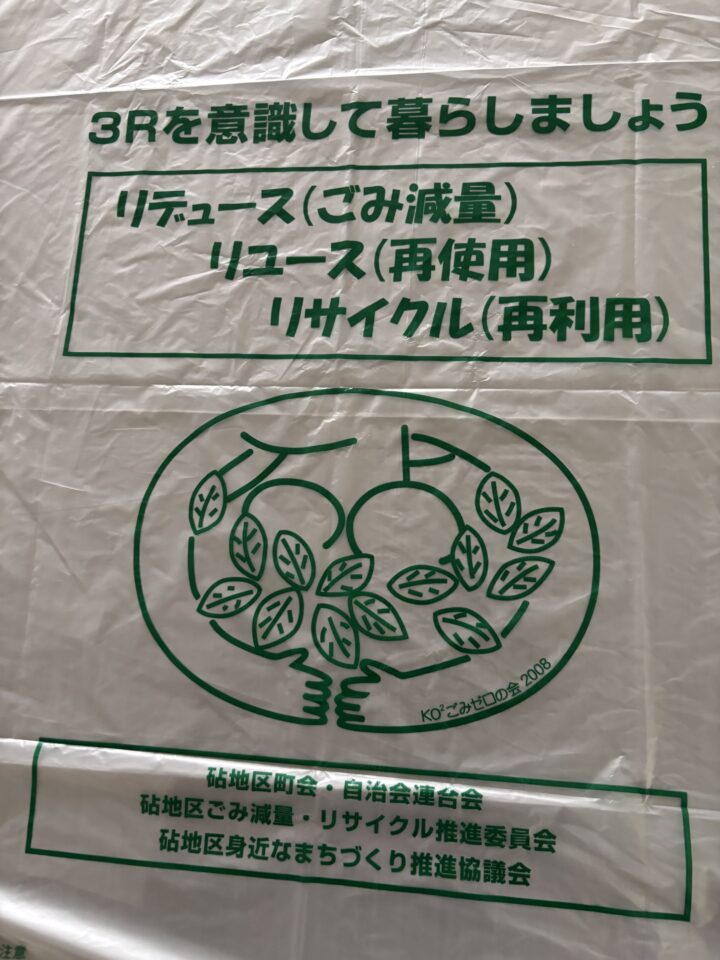 3Rを意識して暮らしましょう
リデュース(ごみ減量)
リユース(再使用)
リサイクル(再利用)
KO²ごみゼロの会 2008
砧地区町会・自治会連合会
砧地区ごみ減量・リサイクル推進委員会
砧地区身近なまちづくり推進協議会
注意